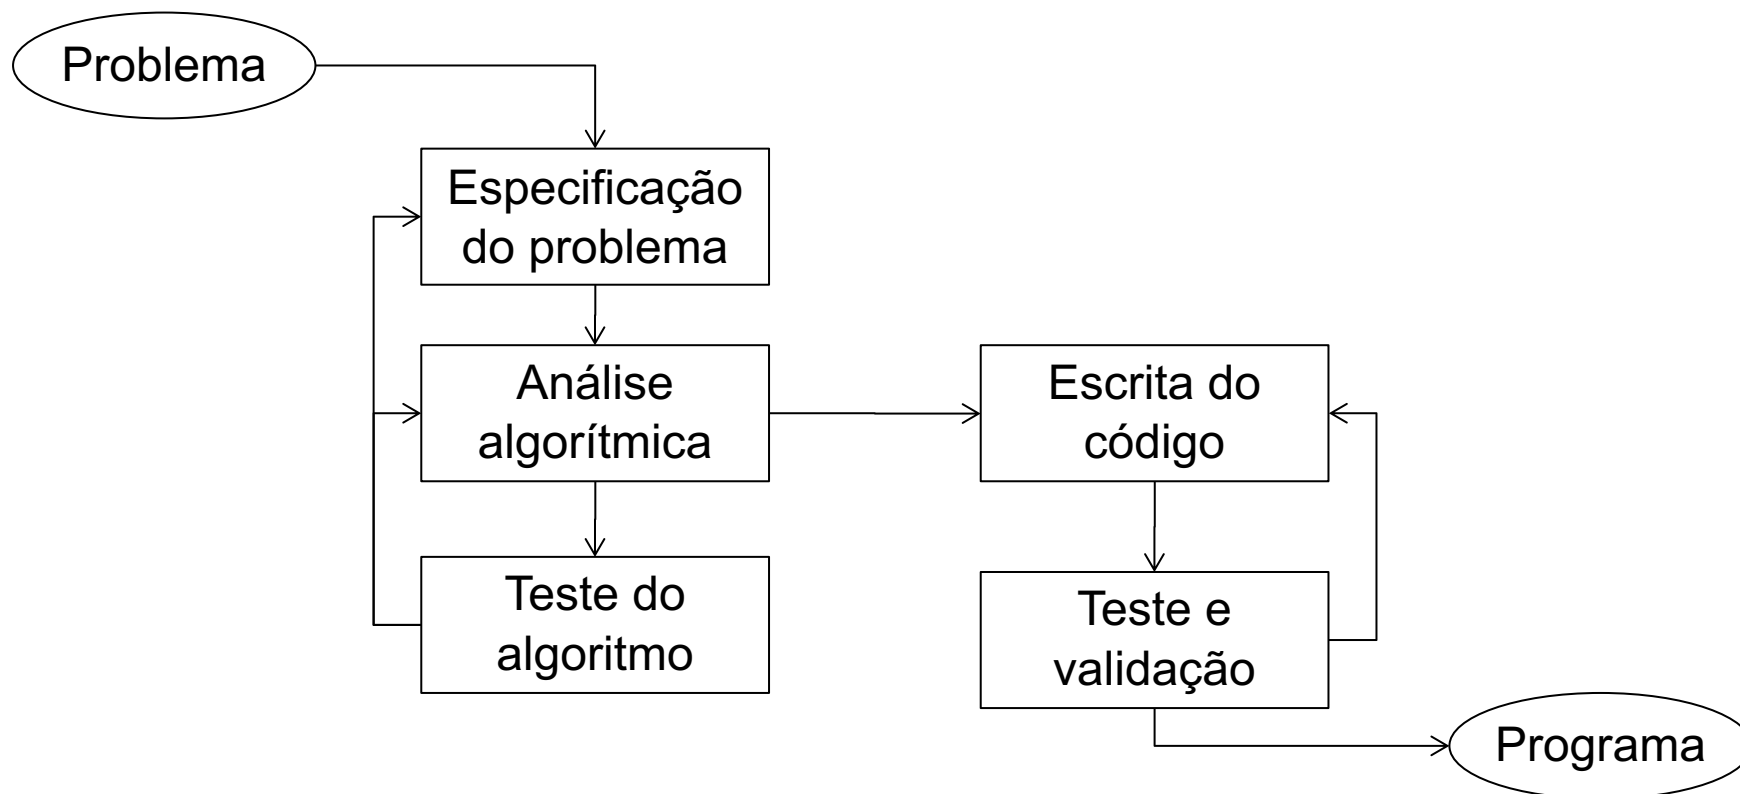 Problema
Especificação
do problema
Análise
algorítmica
Teste do
algoritmo
Escrita do
código
Teste e
validação
Programa